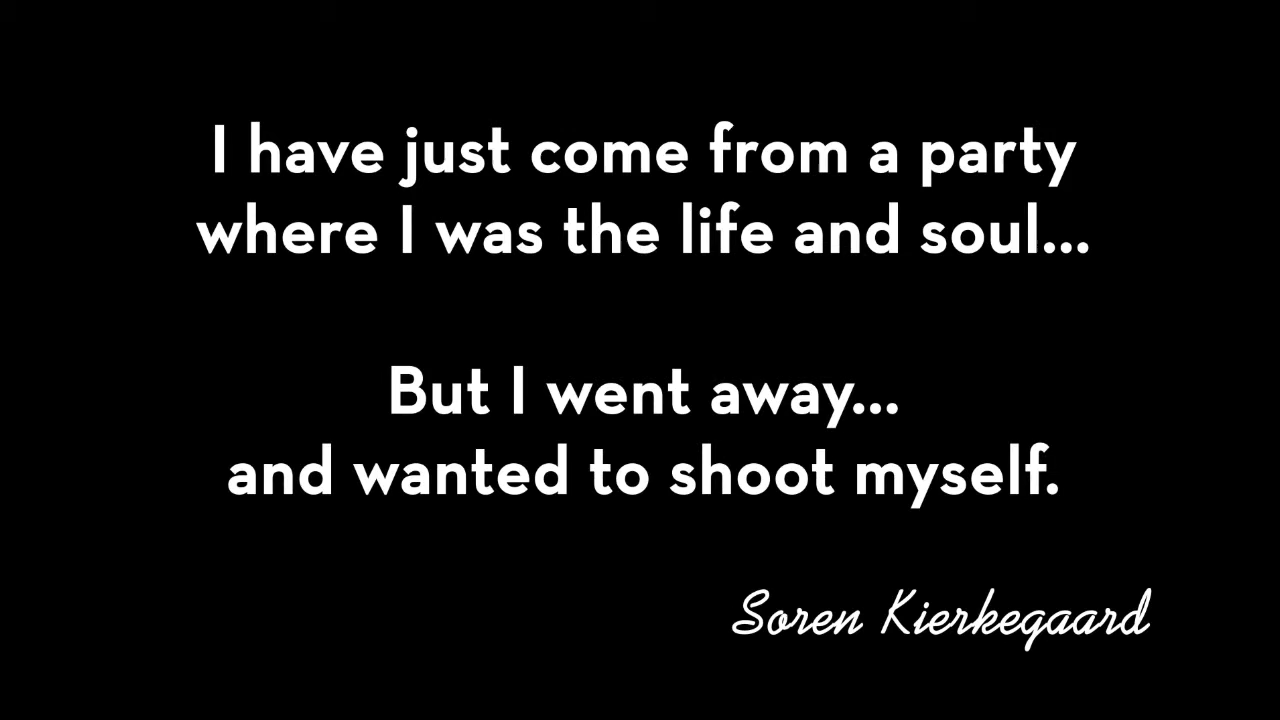 I have just come from a party
where I was the life and soul...
But I went away...
and wanted to shoot myself.
Soren Kierkegaard